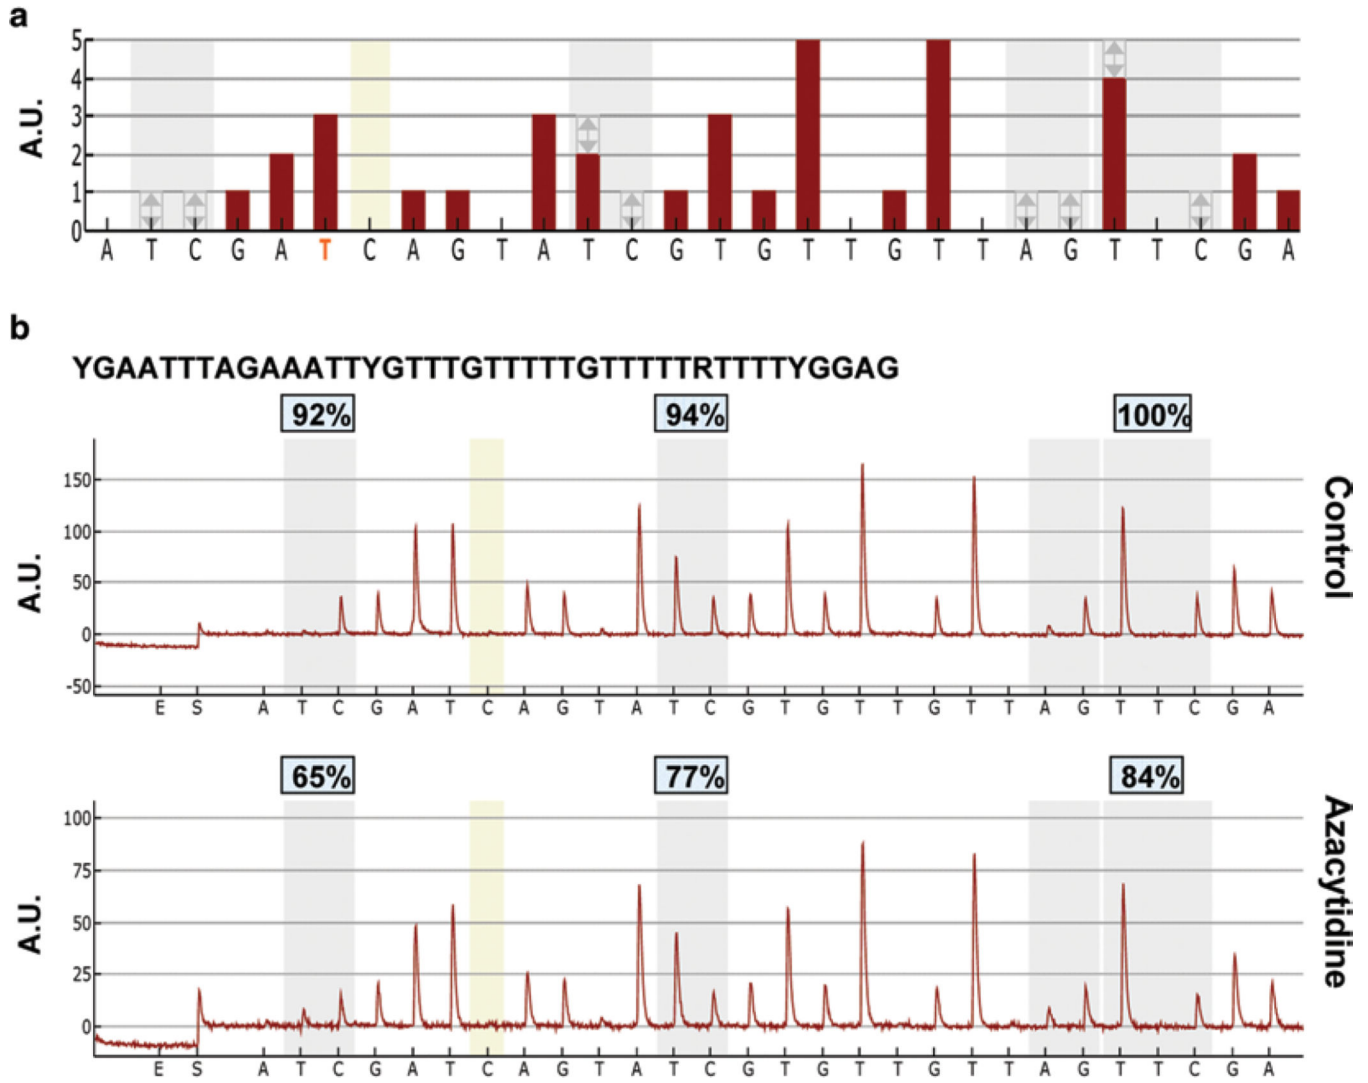 a
A.U.
5
4
3
2
1
0
A T C G A T C A G T A T C G T G T T G T T A G T T C G A
b
YGAATTTAGAAATTYGTTTGTTTTTGTTTTTRTTTTYGGAG
92% 94% 100%
A.U.
150
100
50
0
-50
E S A T C G A T C A G T A T C G T G T T G T T A G T T C G A
Control
65% 77% 84%
A.U.
100
75
50
25
0
E S A T C G A T C A G T A T C G T G T T G T T A G T T C G A
Azacytidine